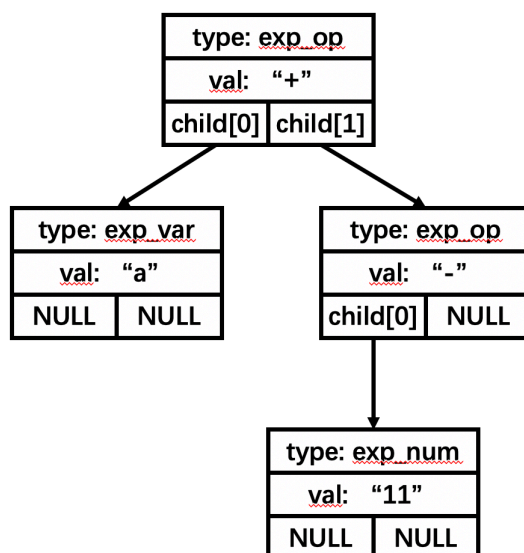 type: exp_op
val: “+”
child[0] child[1]
type: exp_var
val: “a”
NULL NULL
type: exp_op
val: “-”
child[0] NULL
type: exp_num
val: “11”
NULL NULL